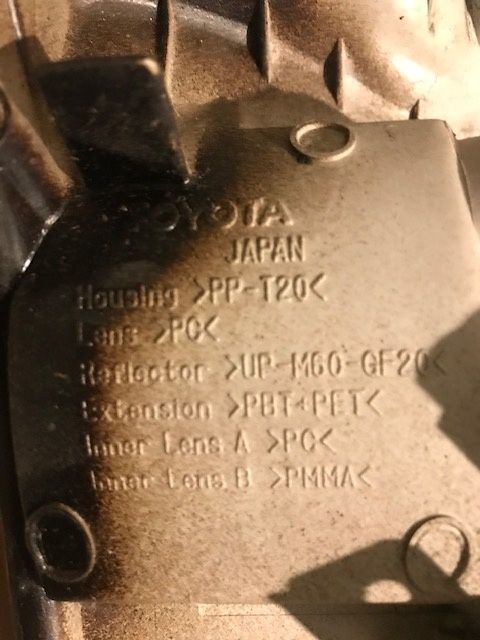 TOYOTA
JAPAN
Housing >PP-T20<
Lens >PC<
Reflector >UP-M60-GF20<
Extension >PBT+PET<
Inner Lens A >PC<
Inner Lens B >PMMA<